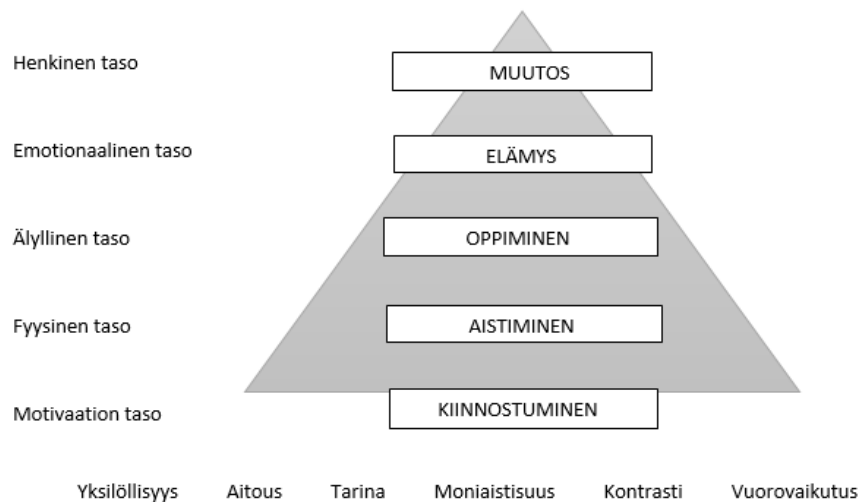 Henkinen taso MUUTOS
Emotionaalinen taso ELÄMYS
Älyllinen taso OPPIMINEN
Fyysinen taso AISTIMINEN
Motivaation taso KIINNOSTUMINEN
Yksilöllisyys Aitous Tarina Moniaistisuus Kontrasti Vuorovaikutus